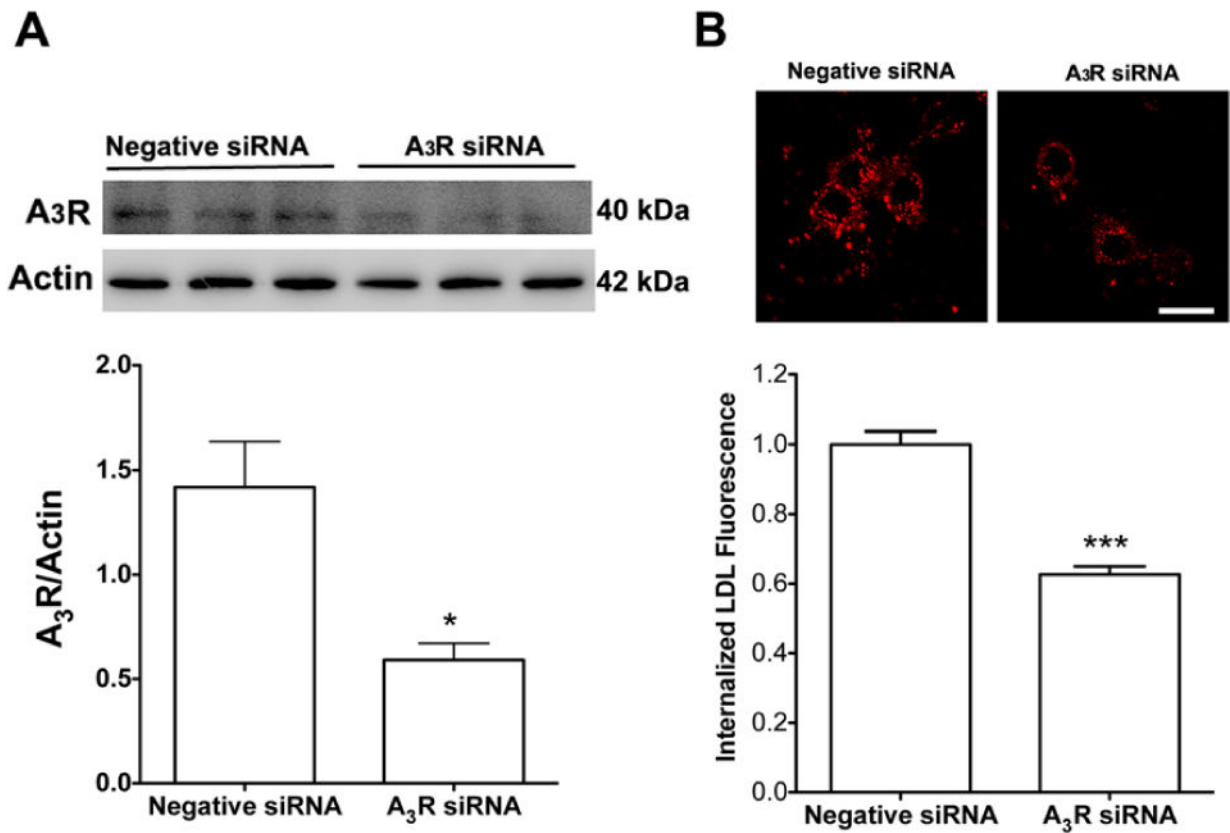 A
Negative siRNA
A3R siRNA
A3R
40 kDa
Actin
42 kDa
2.0
1.5
1.0
0.5
0.0
A3R/Actin
*
Negative siRNA
A3R siRNA
B
Negative siRNA
A3R siRNA
1.2
1.0
0.8
0.6
0.4
0.2
0.0
Internalized LDL Fluorescence
***
Negative siRNA
A3R siRNA